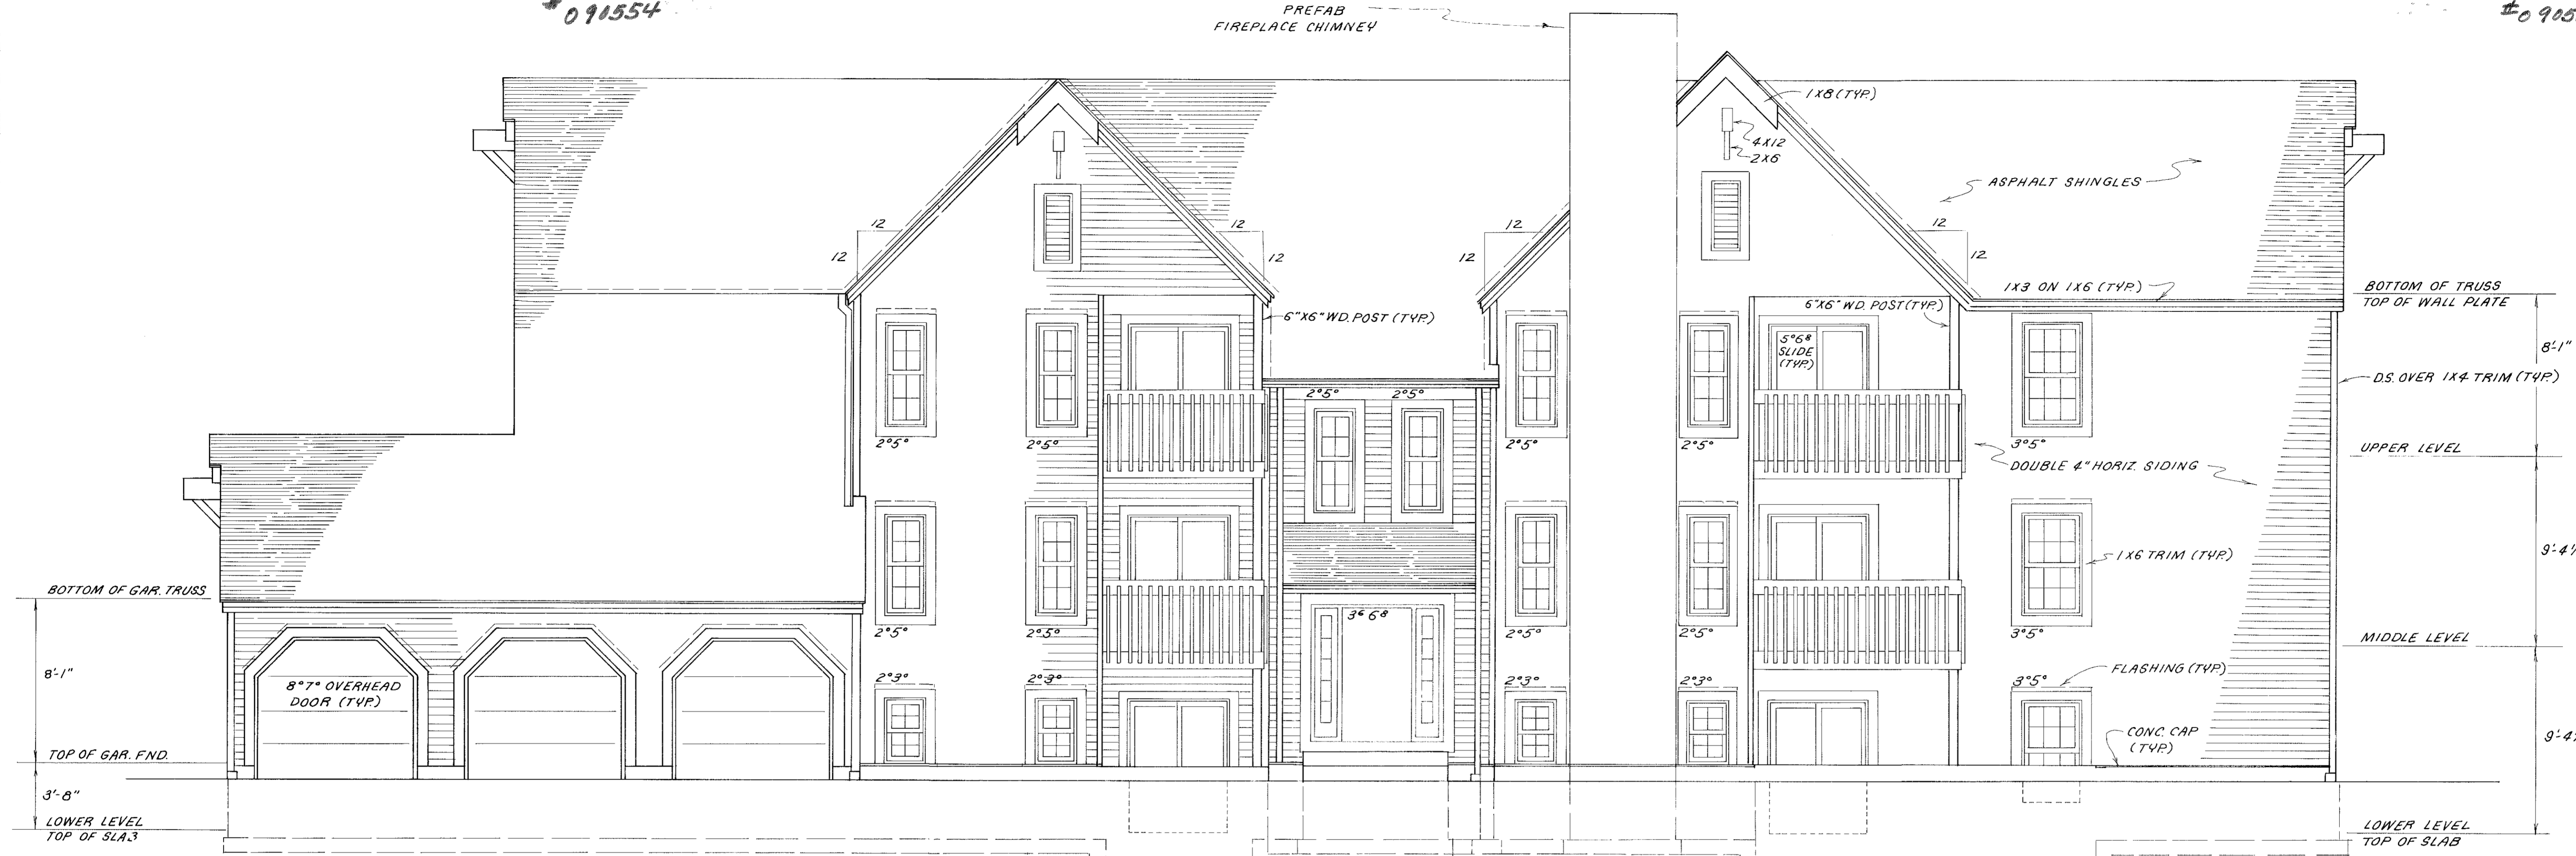 # 090554
PREFAB
FIREPLACE CHIMNEY
1X8 (TYP.)
4X12
2X6
ASPHALT SHINGLES
12
12
12
12
12
12
12
12
1X3 ON 1X6 (TYP.)
BOTTOM OF TRUSS
TOP OF WALL PLATE
6"X6" WD. POST (TYP.)
6"X6" WD. POST (TYP.)
5⁰6⁸
SLIDE
(TYP.)
8'-1"
D.S. OVER 1X4 TRIM (TYP.)
2⁰5⁰
2⁰5⁰
2⁰5⁰
2⁰5⁰
2⁰5⁰
2⁰5⁰
3⁰5⁰
UPPER LEVEL
DOUBLE 4" HORIZ. SIDING
1X6 TRIM (TYP.)
BOTTOM OF GAR. TRUSS
3⁶6⁸
2⁰5⁰
2⁰5⁰
2⁰5⁰
2⁰5⁰
3⁰5⁰
MIDDLE LEVEL
8'-1"
8⁰7⁰ OVERHEAD
DOOR (TYP.)
2⁰3⁰
2⁰3⁰
2⁰3⁰
2⁰3⁰
3⁰5⁰
FLASHING (TYP.)
CONC. CAP
(TYP.)
TOP OF GAR. FND.
3'-8"
LOWER LEVEL
TOP OF SLAB
LOWER LEVEL
TOP OF SLAB